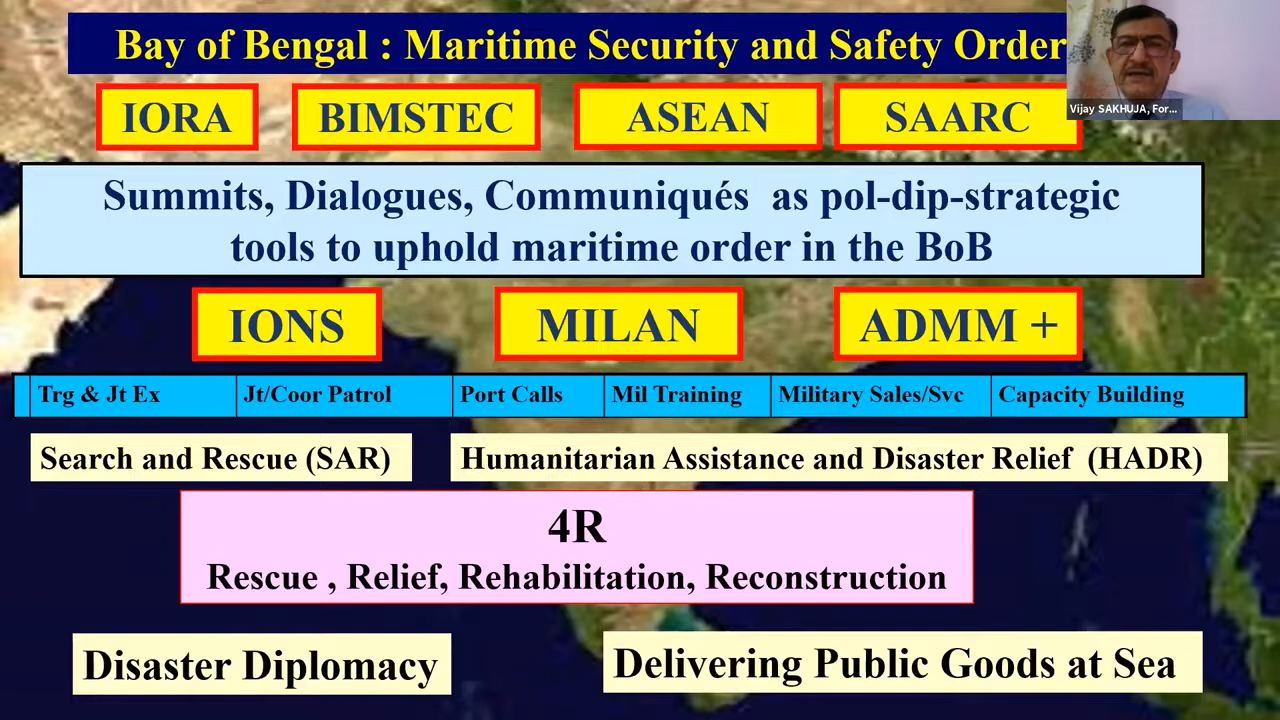 Bay of Bengal : Maritime Security and Safety Order
Vijay SAKHUJA, For...
IORA
BIMSTEC
ASEAN
SAARC
Summits, Dialogues, Communiqués as pol-dip-strategic
tools to uphold maritime order in the BoB
IONS
MILAN
ADMM +
Trg & Jt Ex
Jt/Coor Patrol
Port Calls
Mil Training
Military Sales/Svc
Capacity Building
Search and Rescue (SAR)
Humanitarian Assistance and Disaster Relief (HADR)
4R
Rescue , Relief, Rehabilitation, Reconstruction
Disaster Diplomacy
Delivering Public Goods at Sea